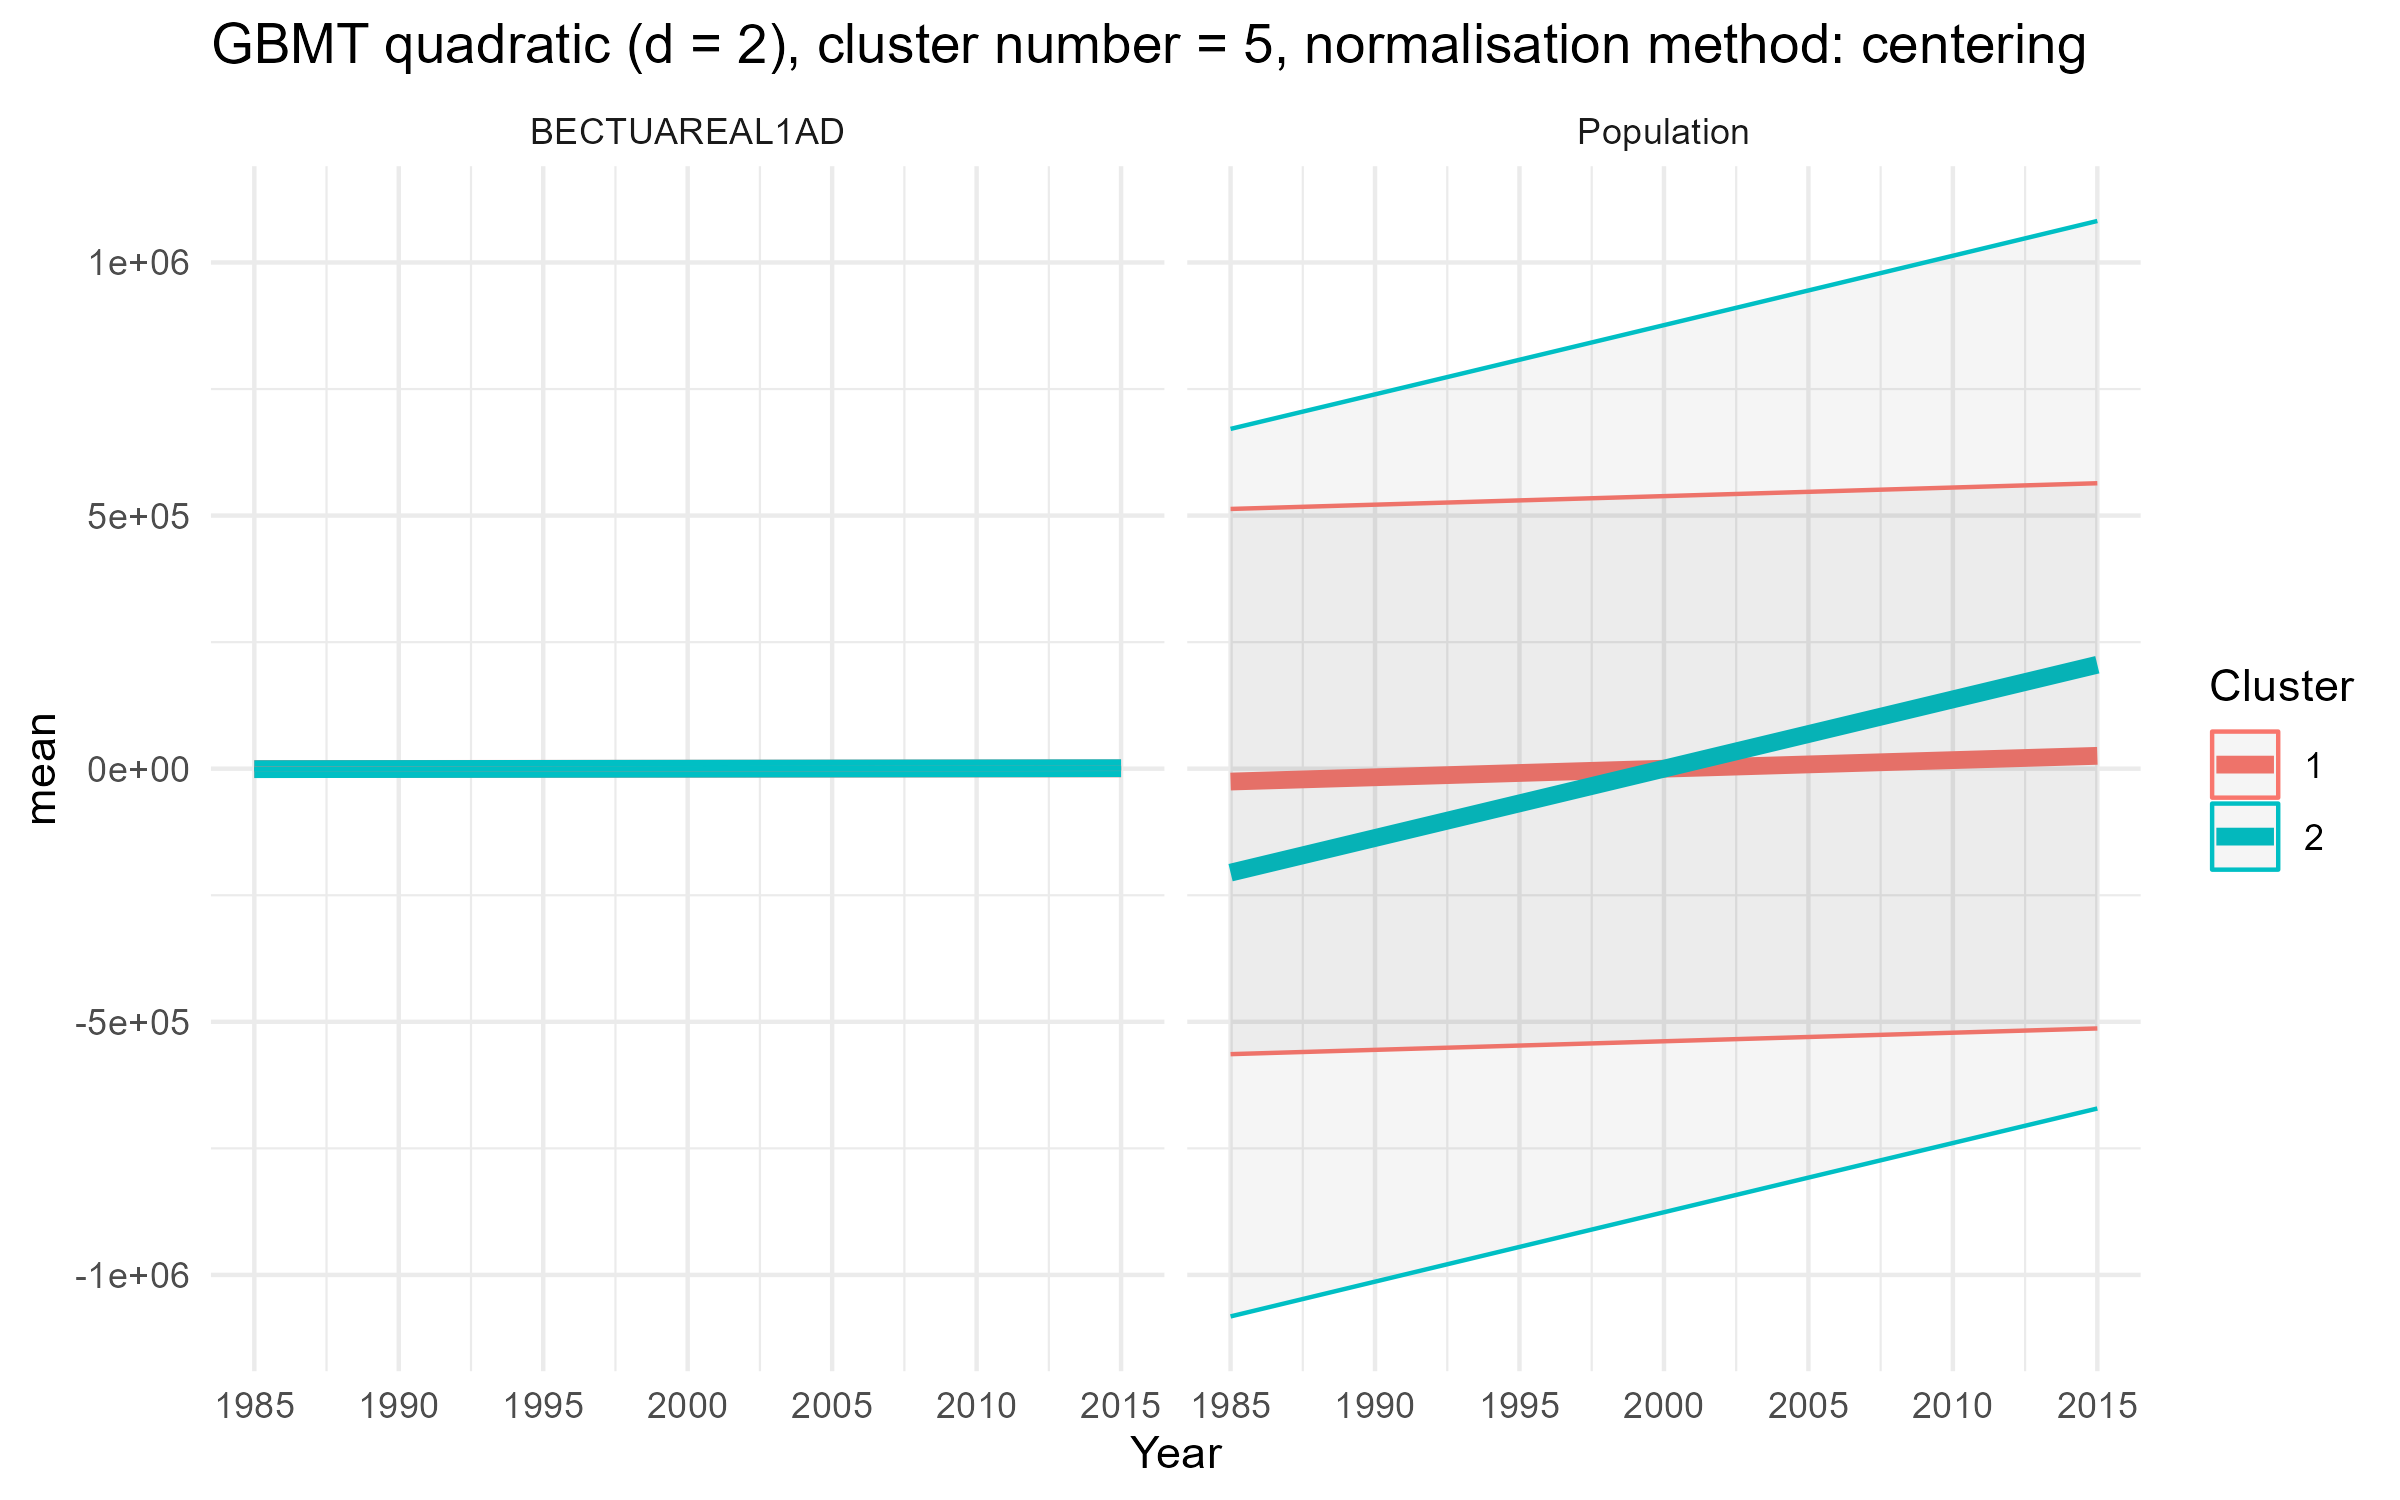 GBMT quadratic (d = 2), cluster number = 5, normalisation method: centering
BECTUAREAL1AD
Population
1e+06
5e+05
0e+00
-5e+05
-1e+06
mean
1985 1990 1995 2000 2005 2010 2015
1985 1990 1995 2000 2005 2010 2015
Year
Cluster
1
2